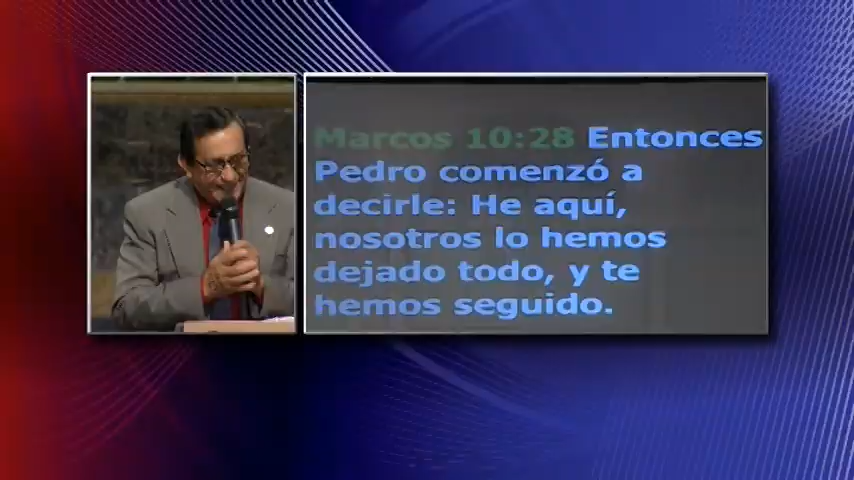 Marcos 10:28 Entonces
Pedro comenzó a
decirle: He aquí,
nosotros lo hemos
dejado todo, y te
hemos seguido.